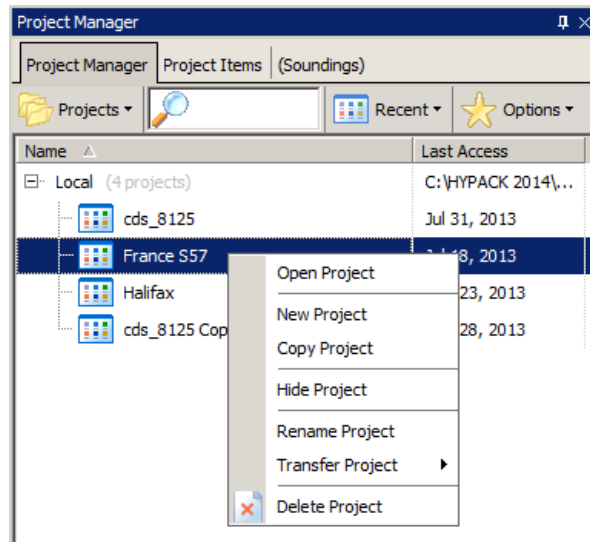 Project Manager
Project Manager Project Items (Soundings)
Projects Recent Options
Name Last Access
Local (4 projects) C:\HYPACK 2014\...
cds_8125 Jul 31, 2013
France S57 18, 2013
Open Project
Halifax 23, 2013
New Project
cds_8125 Cop 28, 2013
Copy Project
Hide Project
Rename Project
Transfer Project
Delete Project